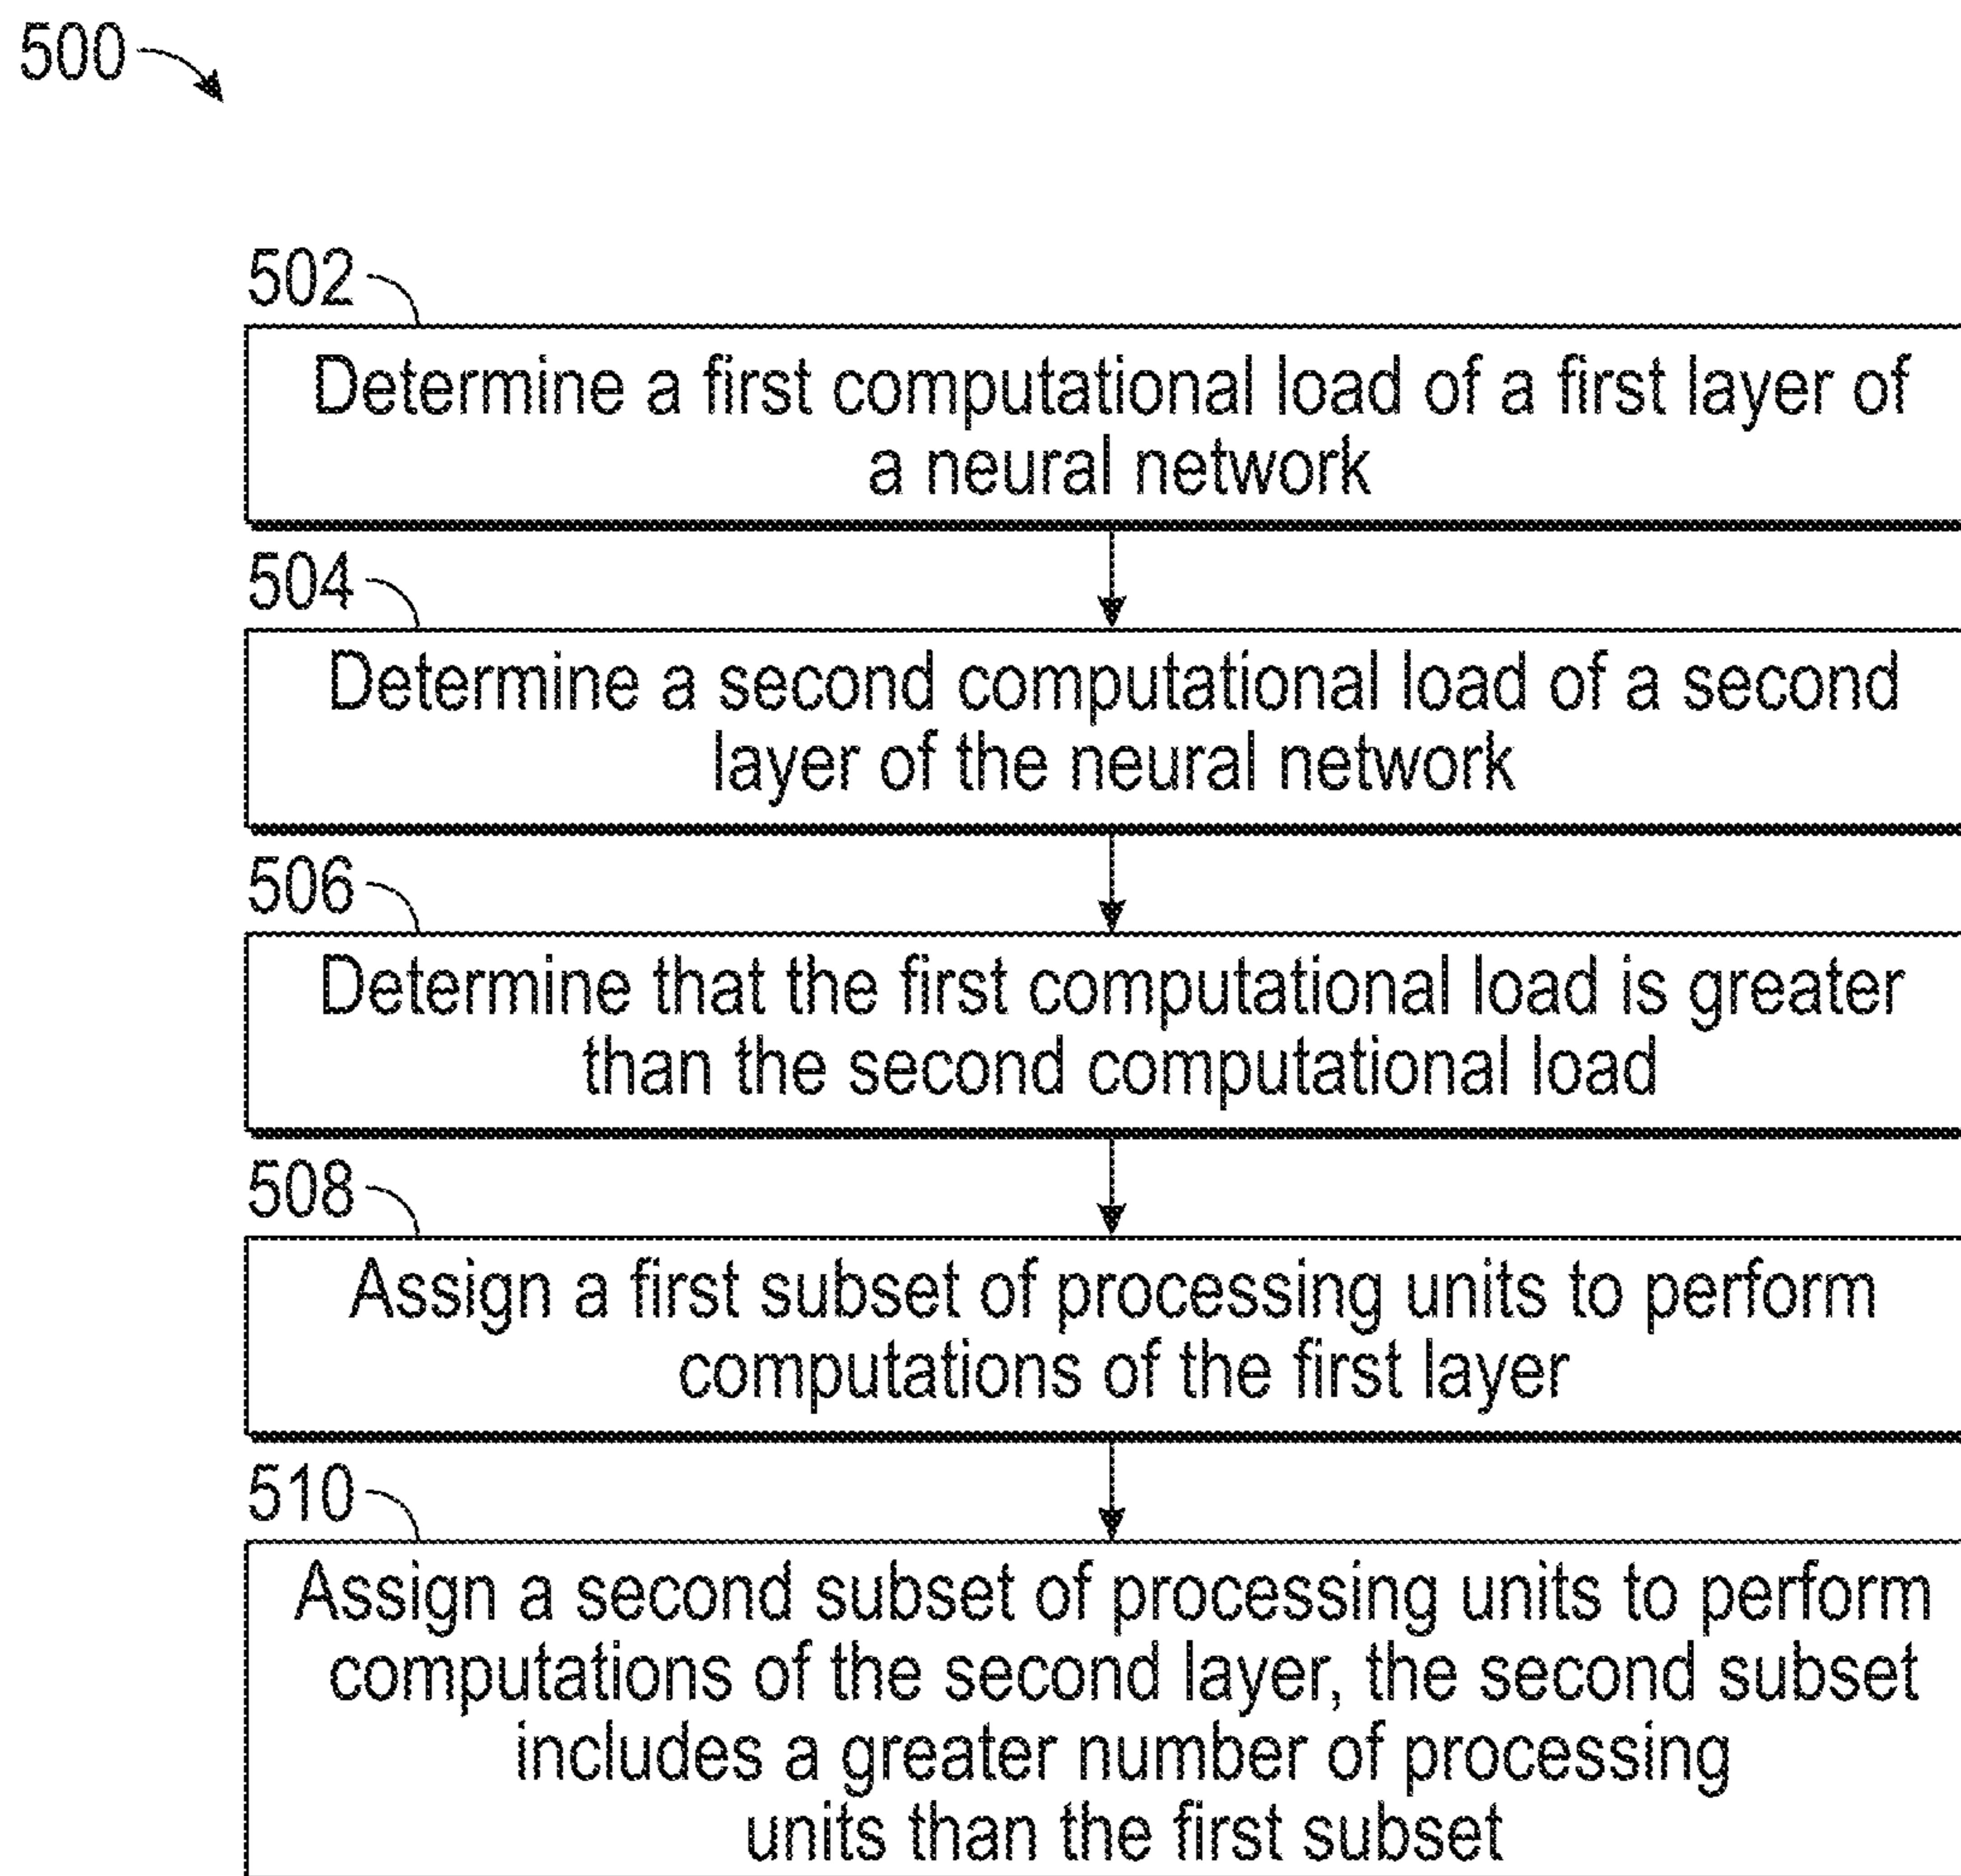 500
502
Determine a first computational load of a first layer of
a neural network
504
Determine a second computational load of a second
layer of the neural network
506
Determine that the first computational load is greater
than the second computational load
508
Assign a first subset of processing units to perform
computations of the first layer
510
Assign a second subset of processing units to perform
computations of the second layer, the second subset
includes a greater number of processing
units than the first subset